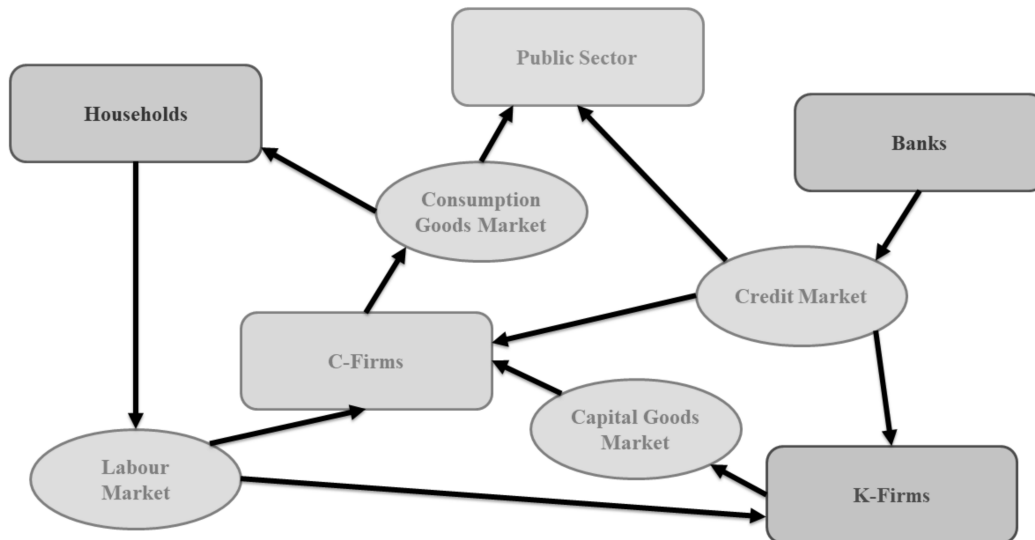 Public Sector
Households
Banks
Consumption
Goods Market
Credit Market
C-Firms
Capital Goods
Market
Labour
Market
K-Firms